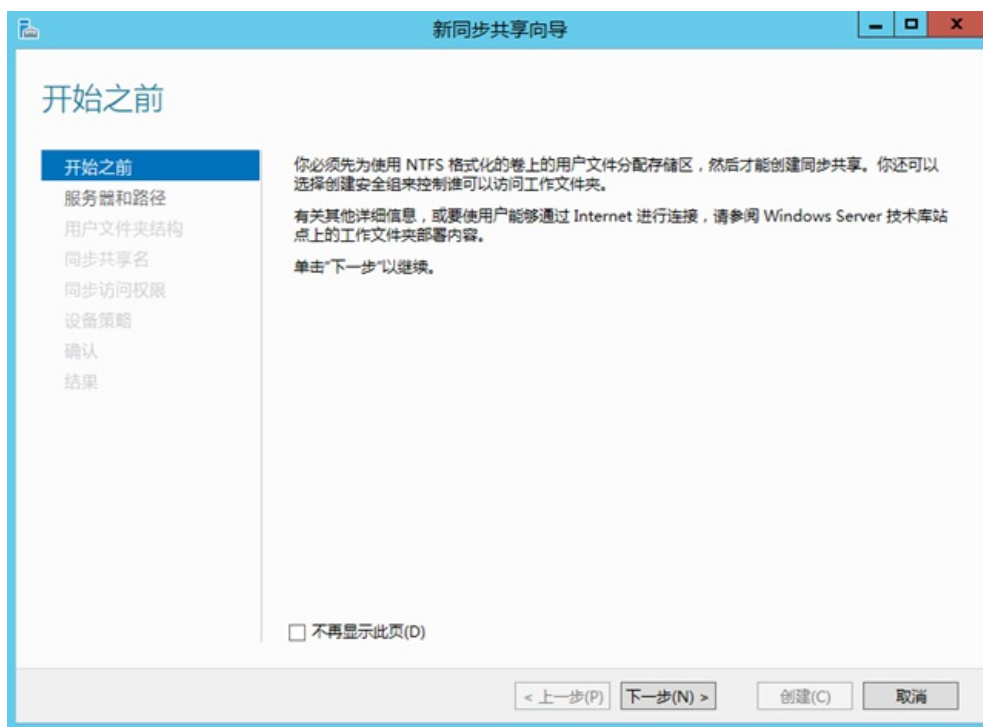 新同步共享向导
开始之前
开始之前
服务器和路径
用户文件夹结构
同步共享名
同步访问权限
设备策略
确认
结果
你必须先为使用 NTFS 格式化的卷上的用户文件分配存储区，然后才能创建同步共享。你还可以
选择创建安全组来控制谁可以访问工作文件夹。
有关其他详细信息，或要使用户能够通过 Internet 进行连接，请参阅 Windows Server 技术库站
点上的工作文件夹部署内容。
单击"下一步"以继续。
不再显示此页(D)
< 上一步(P)
下一步(N) >
创建(C)
取消